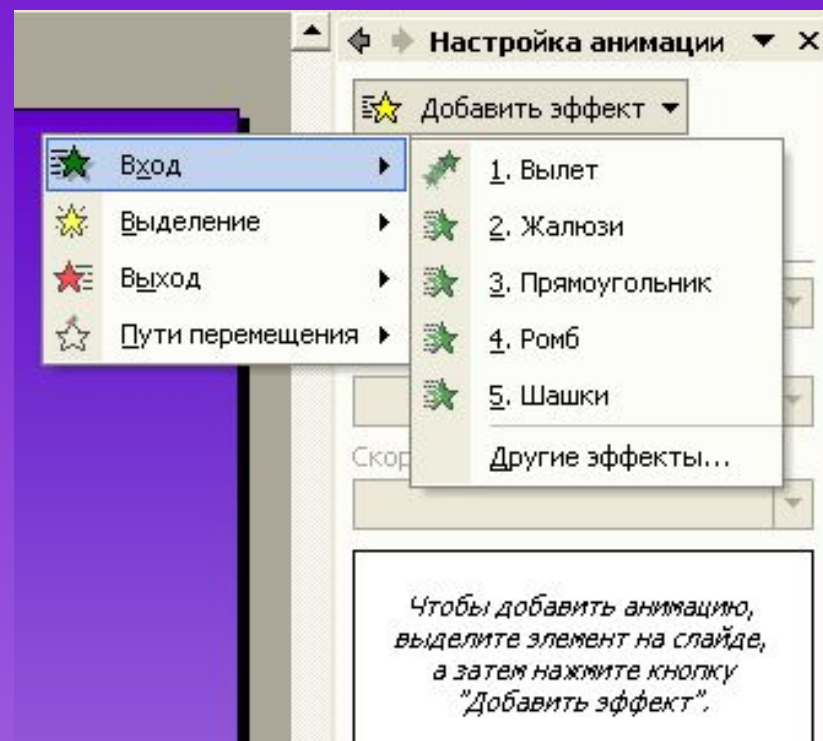 Настройка анимации
Добавить эффект
Вход
Выделение
Выход
Пути перемещения
1. Вылет
2. Жалюзи
3. Прямоугольник
4. Ромб
5. Шашки
Другие эффекты...
Скор
Чтобы добавить анимацию,
выделите элемент на слайде,
а затем нажмите кнопку
"Добавить эффект".